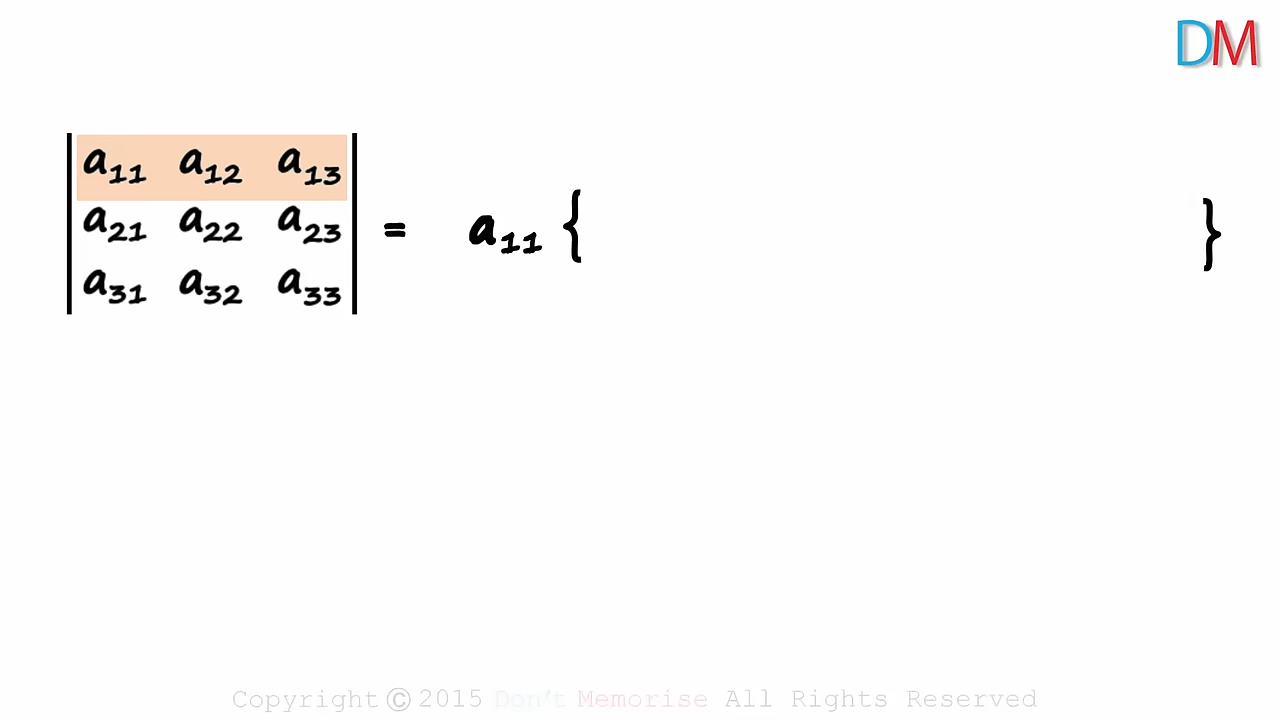 DM
a11 a12 a13
a21 a22 a23 = a11 { }
a31 a32 a33
Copyright © 2015 Don't Memorise All Rights Reserved